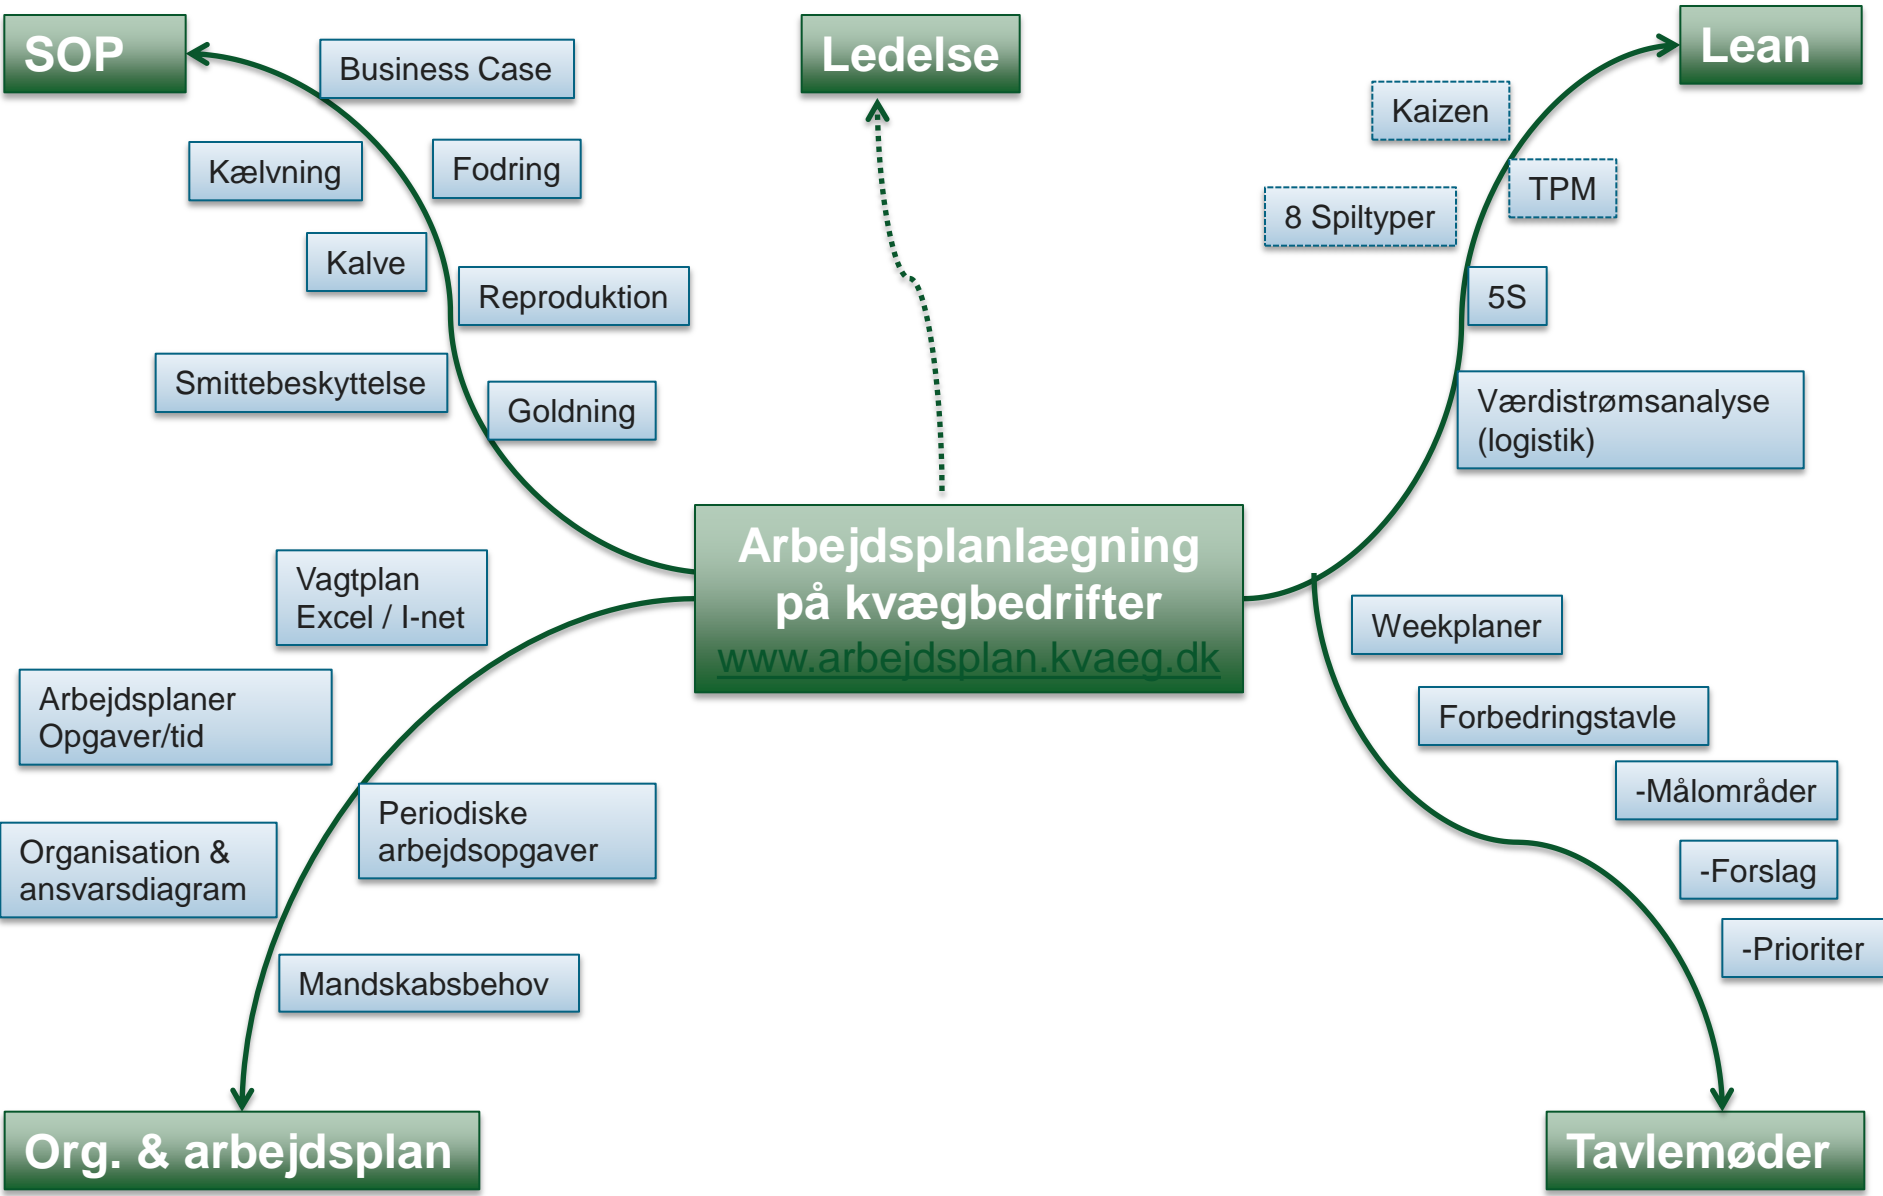 SOP
Business Case
Kælvning
Fodring
Kalve
Reproduktion
Smittebeskyttelse
Goldning
Ledelse
Lean
Kaizen
TPM
8 Spiltyper
5S
Værdistrømsanalyse
(logistik)
Arbejdsplanlægning
på kvægbedrifter
www.arbejdsplan.kvaeg.dk
Vagtplan
Excel / I-net
Arbejdsplaner
Opgaver/tid
Periodiske
arbejdsopgaver
Organisation &
ansvarsdiagram
Mandskabsbehov
Org. & arbejdsplan
Weekplaner
Forbedringstavle
-Målområder
-Forslag
-Prioriter
Tavlemøder